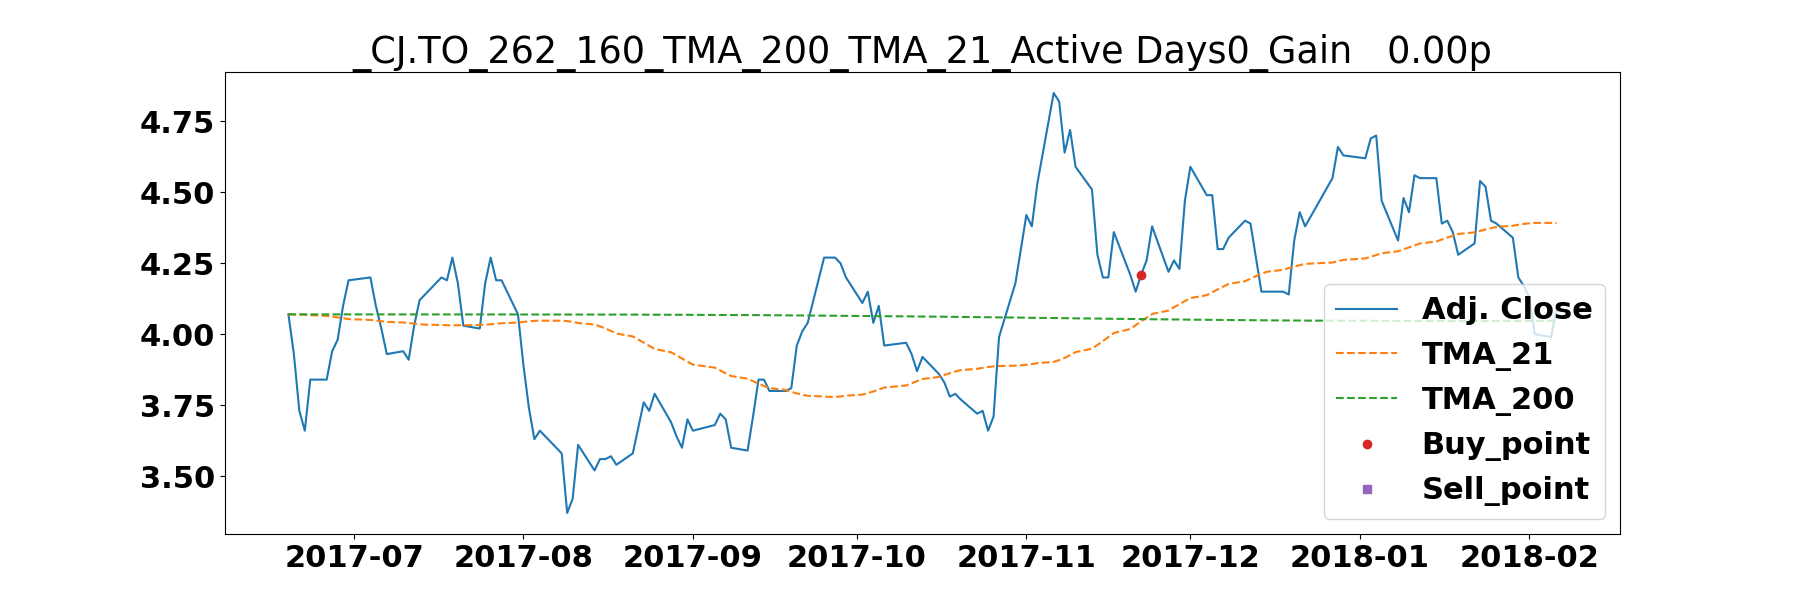 _CJ.TO_262_160_TMA_200_TMA_21_Active Days0_Gain   0.00p
4.75
4.50
4.25
4.00
3.75
3.50
Adj. Close
TMA_21
TMA_200
Buy_point
Sell_point
2017-07 2017-08 2017-09 2017-10 2017-11 2017-12 2018-01 2018-02